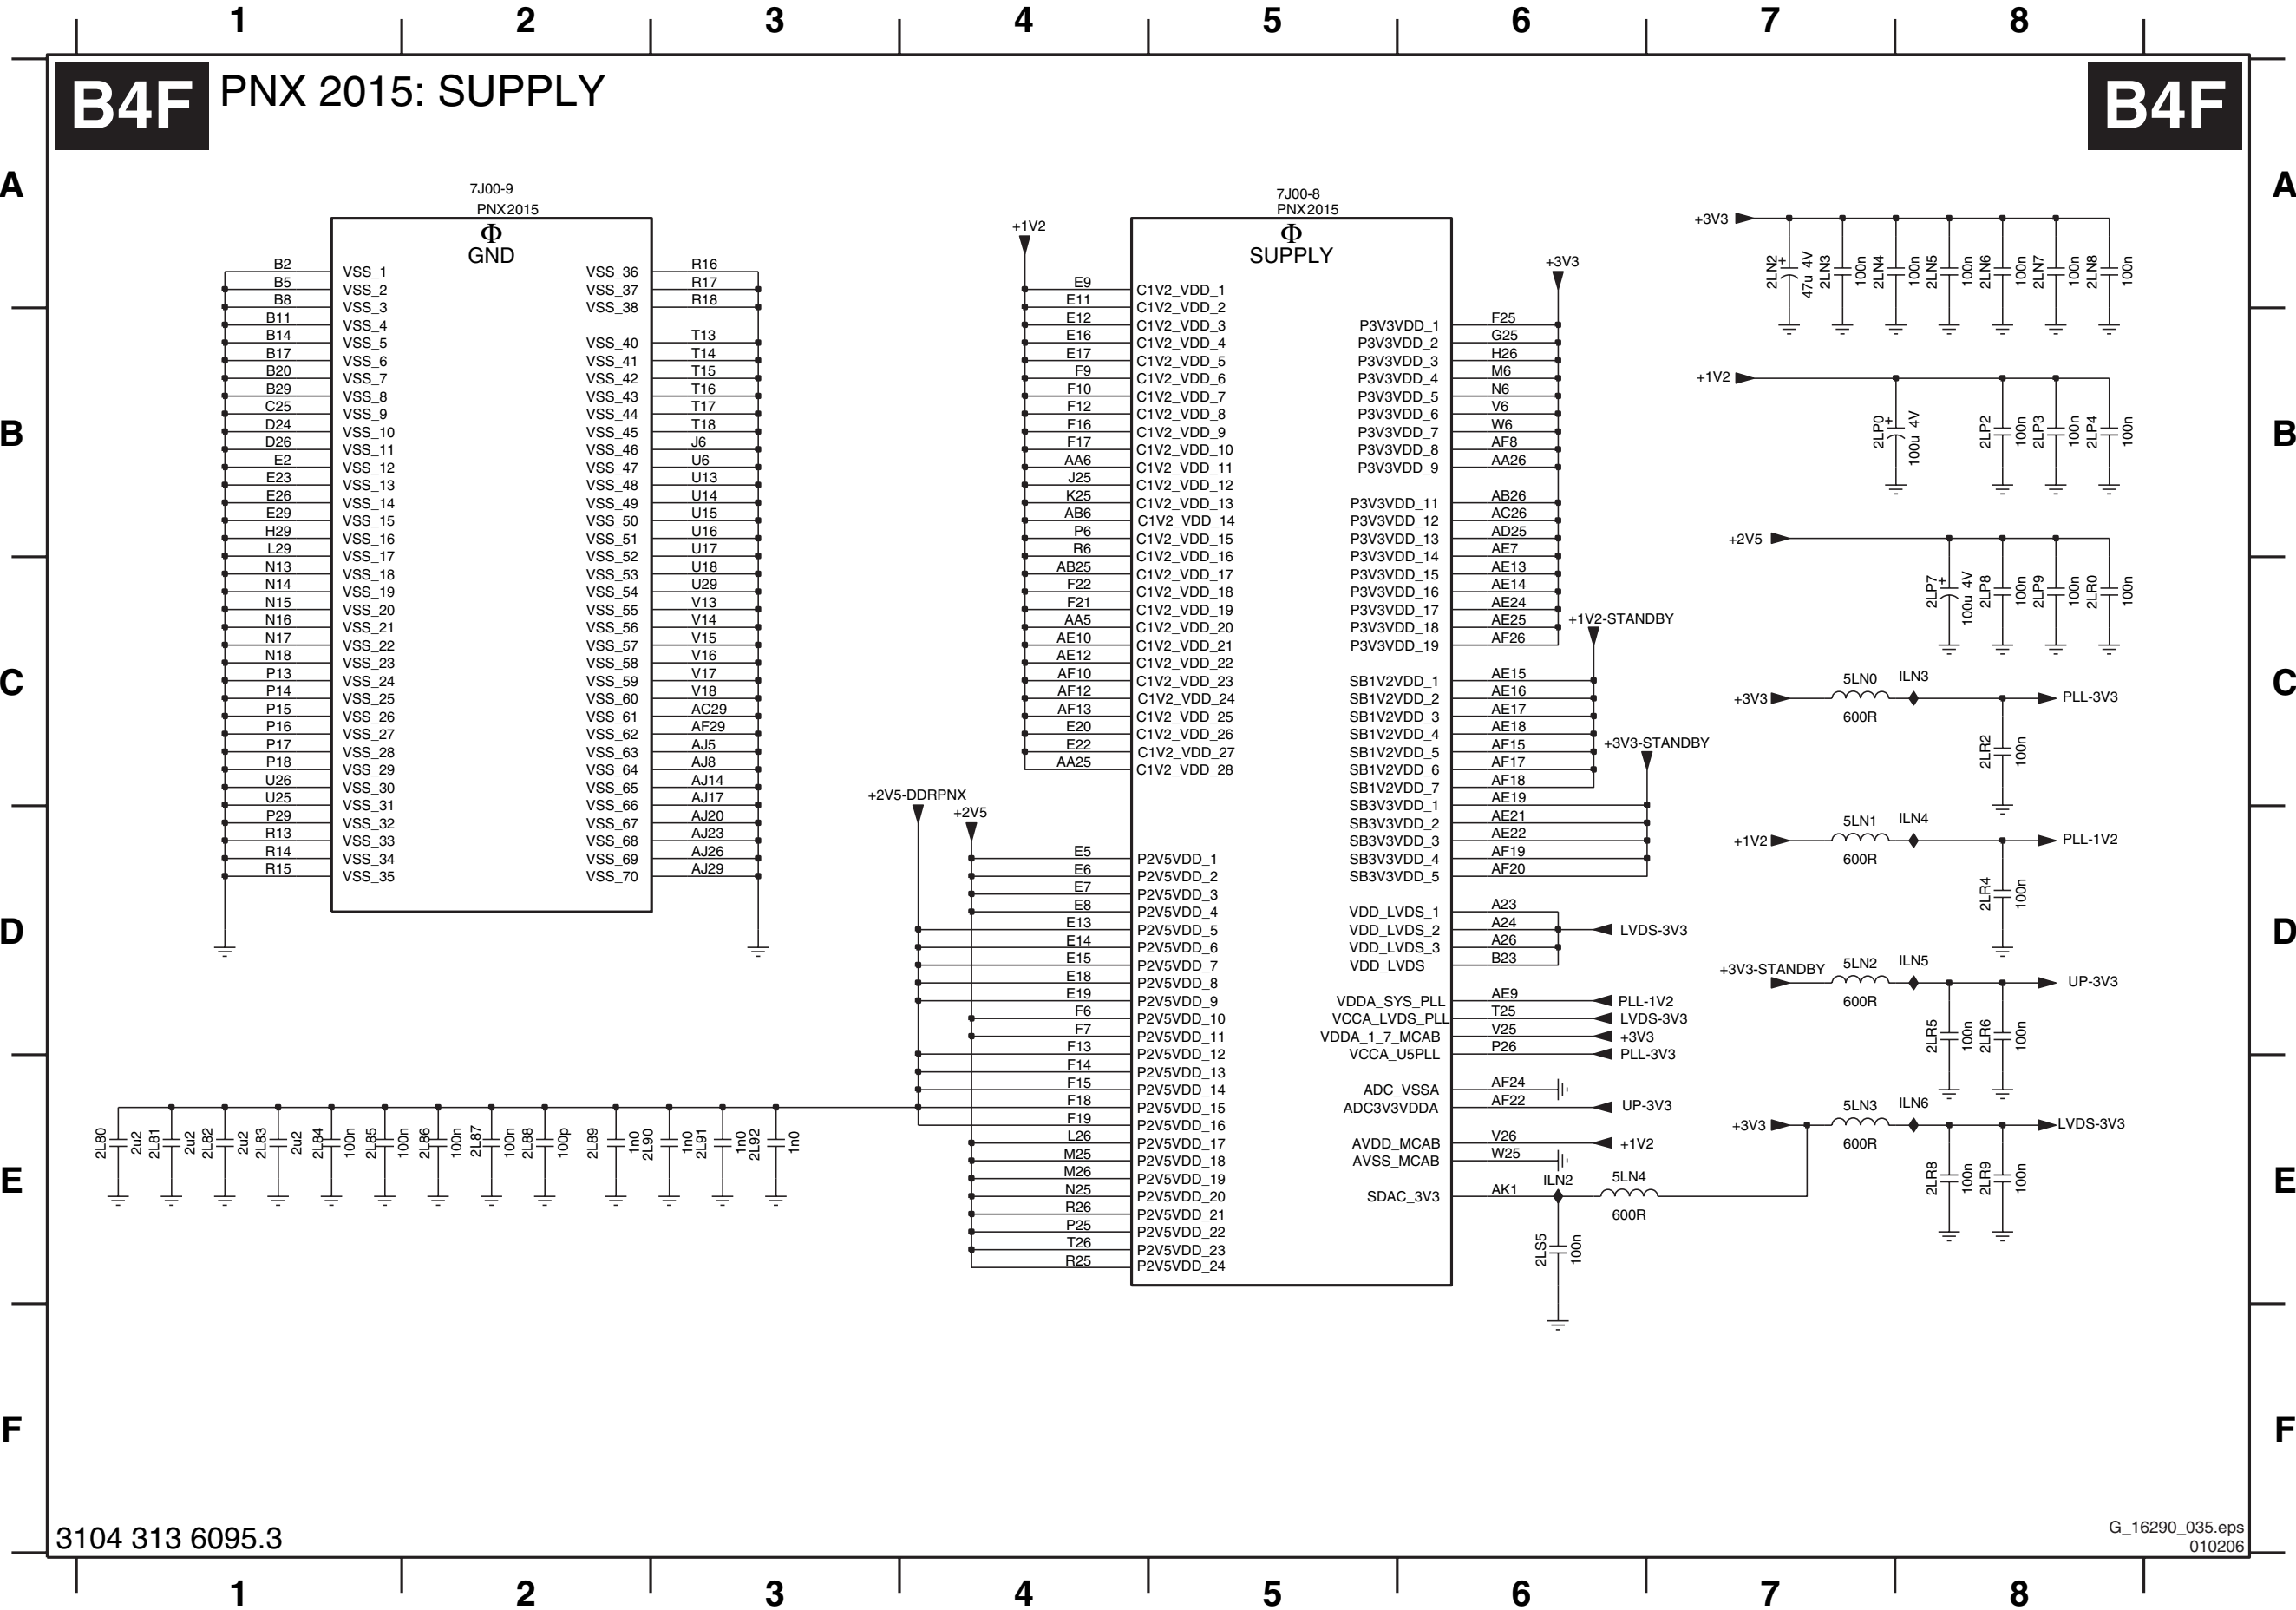 1 2 3 4 5 6 7 8
B4F PNX 2015: SUPPLY B4F
A A
B B
C C
D D
E E
F F
7J00-9
PNX2015
Φ
GND
B2 VSS_1
B5 VSS_2
B8 VSS_3
B11 VSS_4
B14 VSS_5
B17 VSS_6
B20 VSS_7
B29 VSS_8
C25 VSS_9
D24 VSS_10
D26 VSS_11
E2 VSS_12
E23 VSS_13
E26 VSS_14
E29 VSS_15
H29 VSS_16
L29 VSS_17
N13 VSS_18
N14 VSS_19
N15 VSS_20
N16 VSS_21
N17 VSS_22
N18 VSS_23
P13 VSS_24
P14 VSS_25
P15 VSS_26
P16 VSS_27
P17 VSS_28
P18 VSS_29
U26 VSS_30
U25 VSS_31
P29 VSS_32
R13 VSS_33
R14 VSS_34
R15 VSS_35
VSS_36 R16
VSS_37 R17
VSS_38 R18
VSS_40 T13
VSS_41 T14
VSS_42 T15
VSS_43 T16
VSS_44 T17
VSS_45 T18
VSS_46 J6
VSS_47 U6
VSS_48 U13
VSS_49 U14
VSS_50 U15
VSS_51 U16
VSS_52 U17
VSS_53 U18
VSS_54 U29
VSS_55 V13
VSS_56 V14
VSS_57 V15
VSS_58 V16
VSS_59 V17
VSS_60 V18
VSS_61 AC29
VSS_62 AF29
VSS_63 AJ5
VSS_64 AJ8
VSS_65 AJ14
VSS_66 AJ17
VSS_67 AJ20
VSS_68 AJ23
VSS_69 AJ26
VSS_70 AJ29
7J00-8
PNX2015
Φ
SUPPLY
+1V2
E9 C1V2_VDD_1
E11 C1V2_VDD_2
E12 C1V2_VDD_3
E16 C1V2_VDD_4
E17 C1V2_VDD_5
F9 C1V2_VDD_6
F10 C1V2_VDD_7
F12 C1V2_VDD_8
F16 C1V2_VDD_9
F17 C1V2_VDD_10
AA6 C1V2_VDD_11
J25 C1V2_VDD_12
K25 C1V2_VDD_13
AB6 C1V2_VDD_14
P6 C1V2_VDD_15
R6 C1V2_VDD_16
AB25 C1V2_VDD_17
F22 C1V2_VDD_18
F21 C1V2_VDD_19
AA5 C1V2_VDD_20
AE10 C1V2_VDD_21
AE12 C1V2_VDD_22
AF10 C1V2_VDD_23
AF12 C1V2_VDD_24
AF13 C1V2_VDD_25
E20 C1V2_VDD_26
E22 C1V2_VDD_27
AA25 C1V2_VDD_28
+2V5-DDRPNX
+2V5
E5 P2V5VDD_1
E6 P2V5VDD_2
E7 P2V5VDD_3
E8 P2V5VDD_4
E13 P2V5VDD_5
E14 P2V5VDD_6
E15 P2V5VDD_7
E18 P2V5VDD_8
E19 P2V5VDD_9
F6 P2V5VDD_10
F7 P2V5VDD_11
F13 P2V5VDD_12
F14 P2V5VDD_13
F15 P2V5VDD_14
F18 P2V5VDD_15
F19 P2V5VDD_16
L26 P2V5VDD_17
M25 P2V5VDD_18
M26 P2V5VDD_19
N25 P2V5VDD_20
R26 P2V5VDD_21
P25 P2V5VDD_22
T26 P2V5VDD_23
R25 P2V5VDD_24
+3V3
P3V3VDD_1 F25
P3V3VDD_2 G25
P3V3VDD_3 H26
P3V3VDD_4 M6
P3V3VDD_5 N6
P3V3VDD_6 V6
P3V3VDD_7 W6
P3V3VDD_8 AF8
P3V3VDD_9 AA26
P3V3VDD_11 AB26
P3V3VDD_12 AC26
P3V3VDD_13 AD25
P3V3VDD_14 AE7
P3V3VDD_15 AE13
P3V3VDD_16 AE14
P3V3VDD_17 AE24
P3V3VDD_18 AE25
P3V3VDD_19 AF26
+1V2-STANDBY
SB1V2VDD_1 AE15
SB1V2VDD_2 AE16
SB1V2VDD_3 AE17
SB1V2VDD_4 AE18
SB1V2VDD_5 AF15
SB1V2VDD_6 AF17
SB1V2VDD_7 AF18
+3V3-STANDBY
SB3V3VDD_1 AE19
SB3V3VDD_2 AE21
SB3V3VDD_3 AE22
SB3V3VDD_4 AF19
SB3V3VDD_5 AF20
VDD_LVDS_1 A23
VDD_LVDS_2 A24 LVDS-3V3
VDD_LVDS_3 A26
VDD_LVDS B23
VDDA_SYS_PLL AE9 PLL-1V2
VCCA_LVDS_PLL T25 LVDS-3V3
VDDA_1_7_MCAB V25 +3V3
VCCA_U5PLL P26 PLL-3V3
ADC_VSSA AF24
ADC3V3VDDA AF22 UP-3V3
AVDD_MCAB V26 +1V2
AVSS_MCAB W25
SDAC_3V3 AK1 ILN2 5LN4 600R
2LS5 100n
2L80 2u2 2L81 2u2 2L82 2u2 2L83 2u2 2L84 100n 2L85 100n 2L86 100n 2L87 100n 2L88 100p 2L89 1n0 2L90 1n0 2L91 1n0 2L92 1n0
+3V3
2LN2 + 47u 4V 2LN3 100n 2LN4 100n 2LN5 100n 2LN6 100n 2LN7 100n 2LN8 100n
+1V2
2LP0 + 100u 4V 2LP2 100n 2LP3 100n 2LP4 100n
+2V5
2LP7 + 100u 4V 2LP8 100n 2LP9 100n 2LR0 100n
+3V3 5LN0 600R ILN3 PLL-3V3
2LR2 100n
+1V2 5LN1 600R ILN4 PLL-1V2
2LR4 100n
+3V3-STANDBY 5LN2 600R ILN5 UP-3V3
2LR5 100n 2LR6 100n
+3V3 5LN3 600R ILN6 LVDS-3V3
2LR8 100n 2LR9 100n
3104 313 6095.3
G_16290_035.eps
010206
1 2 3 4 5 6 7 8